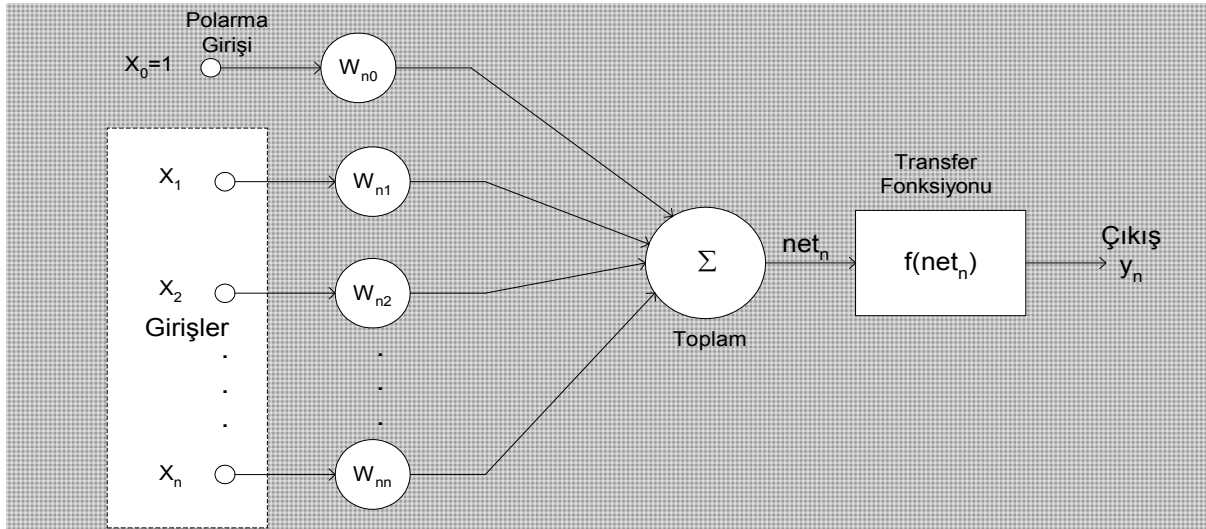 Polarma
Girişi
X₀=1
Wₙ₀
X₁
Wₙ₁
X₂
Wₙ₂
Girişler
.
.
.
.
.
.
Xₙ
Wₙₙ
Σ
Toplam
netₙ
Transfer
Fonksiyonu
f(netₙ)
Çıkış
yₙ